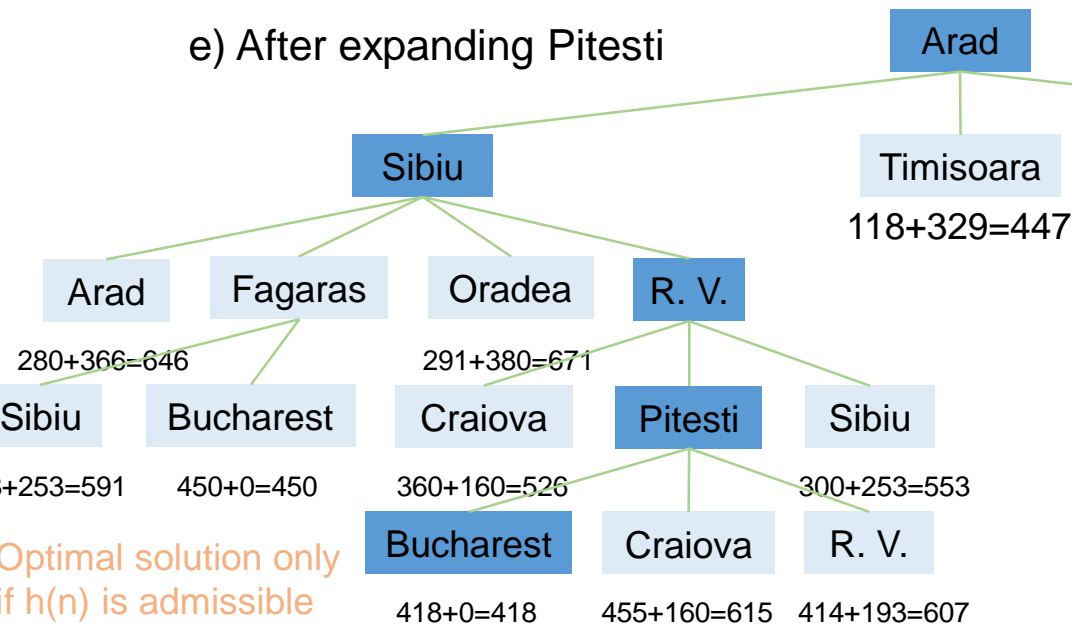 e) After expanding Pitesti
Arad
Sibiu
Timisoara
118+329=447
Arad
Fagaras
Oradea
R. V.
280+366=646
291+380=671
Sibiu
Bucharest
Craiova
Pitesti
Sibiu
+253=591
450+0=450
360+160=526
300+253=553
Optimal solution only
if h(n) is admissible
Bucharest
Craiova
R. V.
418+0=418
455+160=615
414+193=607